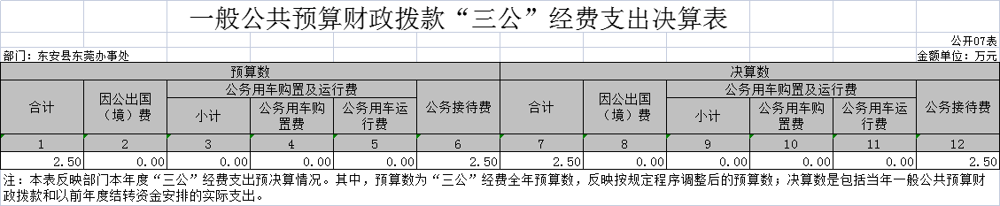 一般公共预算财政拨款“三公”经费支出决算表
公开07表
部门：东安县东莞办事处 金额单位：万元
预算数 决算数
合计 因公出国（境）费 公务用车购置及运行费 公务接待费 合计 因公出国（境）费 公务用车购置及运行费 公务接待费
小计 公务用车购置费 公务用车运行费 小计 公务用车购置费 公务用车运行费
1 2 3 4 5 6 7 8 9 10 11 12
2.50 0.00 0.00 0.00 0.00 2.50 2.50 0.00 0.00 0.00 0.00 2.50
注：本表反映部门本年度“三公”经费支出预决算情况。其中，预算数为“三公”经费全年预算数，反映按规定程序调整后的预算数；决算数是包括当年一般公共预算财
政拨款和以前年度结转资金安排的实际支出。